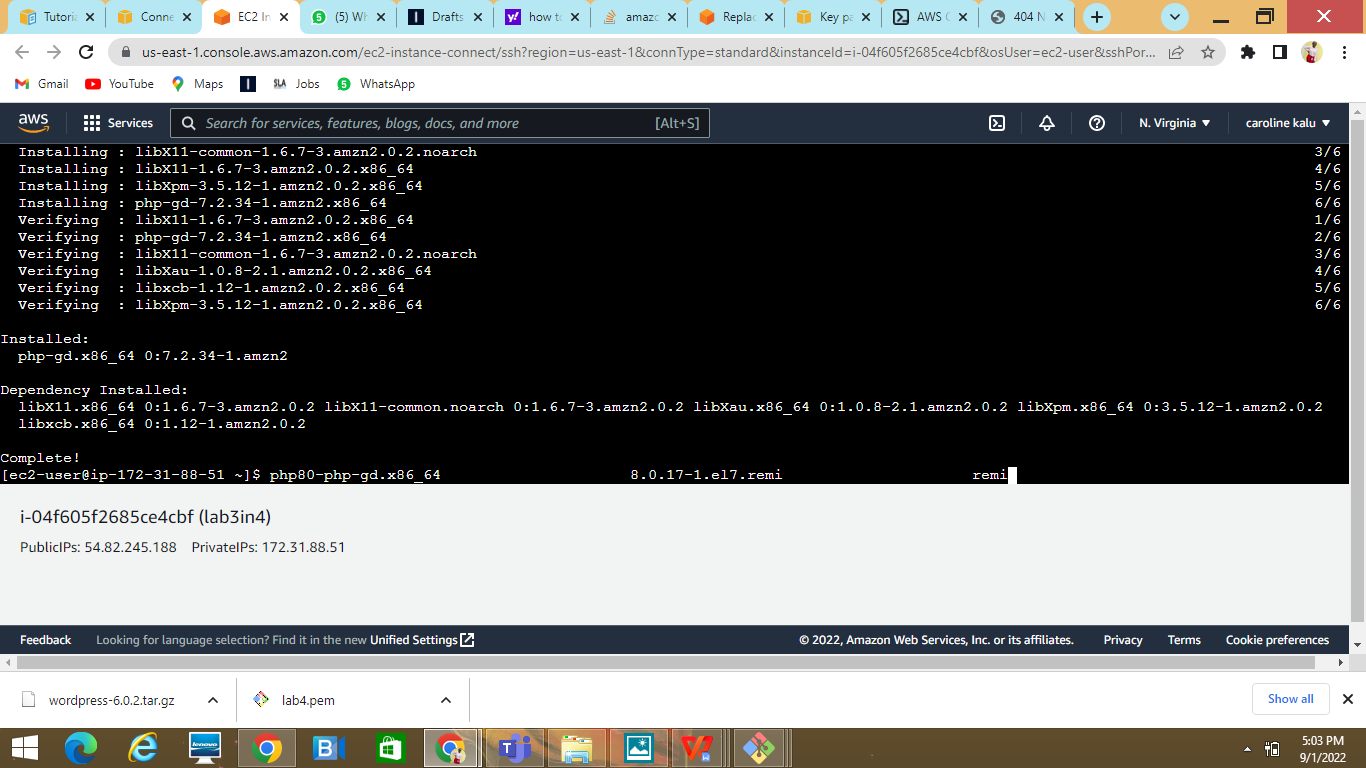 Tutoria
Conne
EC2 In
(5) Wh
Drafts
how to
amazo
Replac
Key pa
AWS C
404 N
us-east-1.console.aws.amazon.com/ec2-instance-connect/ssh?region=us-east-1&connType=standard&instanceId=i-04f605f2685ce4cbf&osUser=ec2-user&sshPor...
Gmail YouTube Maps SLA Jobs WhatsApp
aws Services Search for services, features, blogs, docs, and more [Alt+S] N. Virginia caroline kalu
Installing : libX11-common-1.6.7-3.amzn2.0.2.noarch 3/6
Installing : libX11-1.6.7-3.amzn2.0.2.x86_64 4/6
Installing : libXpm-3.5.12-1.amzn2.0.2.x86_64 5/6
Installing : php-gd-7.2.34-1.amzn2.x86_64 6/6
Verifying : libX11-1.6.7-3.amzn2.0.2.x86_64 1/6
Verifying : php-gd-7.2.34-1.amzn2.x86_64 2/6
Verifying : libX11-common-1.6.7-3.amzn2.0.2.noarch 3/6
Verifying : libXau-1.0.8-2.1.amzn2.0.2.x86_64 4/6
Verifying : libxcb-1.12-1.amzn2.0.2.x86_64 5/6
Verifying : libXpm-3.5.12-1.amzn2.0.2.x86_64 6/6
Installed:
php-gd.x86_64 0:7.2.34-1.amzn2
Dependency Installed:
libX11.x86_64 0:1.6.7-3.amzn2.0.2 libX11-common.noarch 0:1.6.7-3.amzn2.0.2 libXau.x86_64 0:1.0.8-2.1.amzn2.0.2 libXpm.x86_64 0:3.5.12-1.amzn2.0.2
libxcb.x86_64 0:1.12-1.amzn2.0.2
Complete!
[ec2-user@ip-172-31-88-51 ~]$ php80-php-gd.x86_64 8.0.17-1.el7.remi remi
i-04f605f2685ce4cbf (lab3in4)
PublicIPs: 54.82.245.188 PrivateIPs: 172.31.88.51
Feedback Looking for language selection? Find it in the new Unified Settings © 2022, Amazon Web Services, Inc. or its affiliates. Privacy Terms Cookie preferences
wordpress-6.0.2.tar.gz lab4.pem Show all
lenovo
5:03 PM
9/1/2022